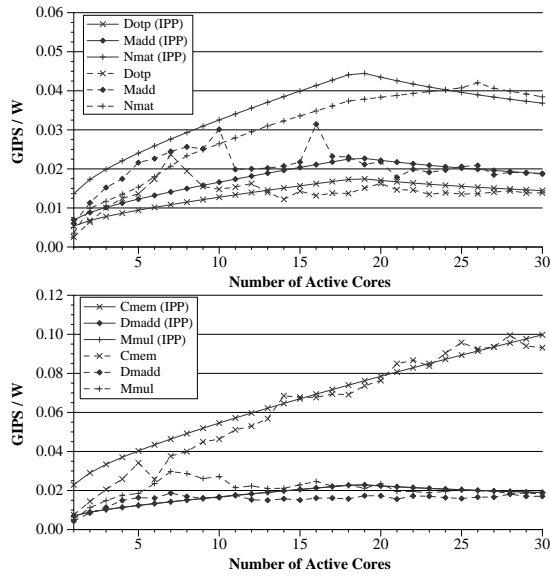 GIPS / W
0.06
0.05
0.04
0.03
0.02
0.01
0.00
Dotp (IPP)
Madd (IPP)
Nmat (IPP)
Dotp
Madd
Nmat
5 10 15 20 25 30
Number of Active Cores
GIPS / W
0.12
0.10
0.08
0.06
0.04
0.02
0.00
Cmem (IPP)
Dmadd (IPP)
Mmul (IPP)
Cmem
Dmadd
Mmul
5 10 15 20 25 30
Number of Active Cores